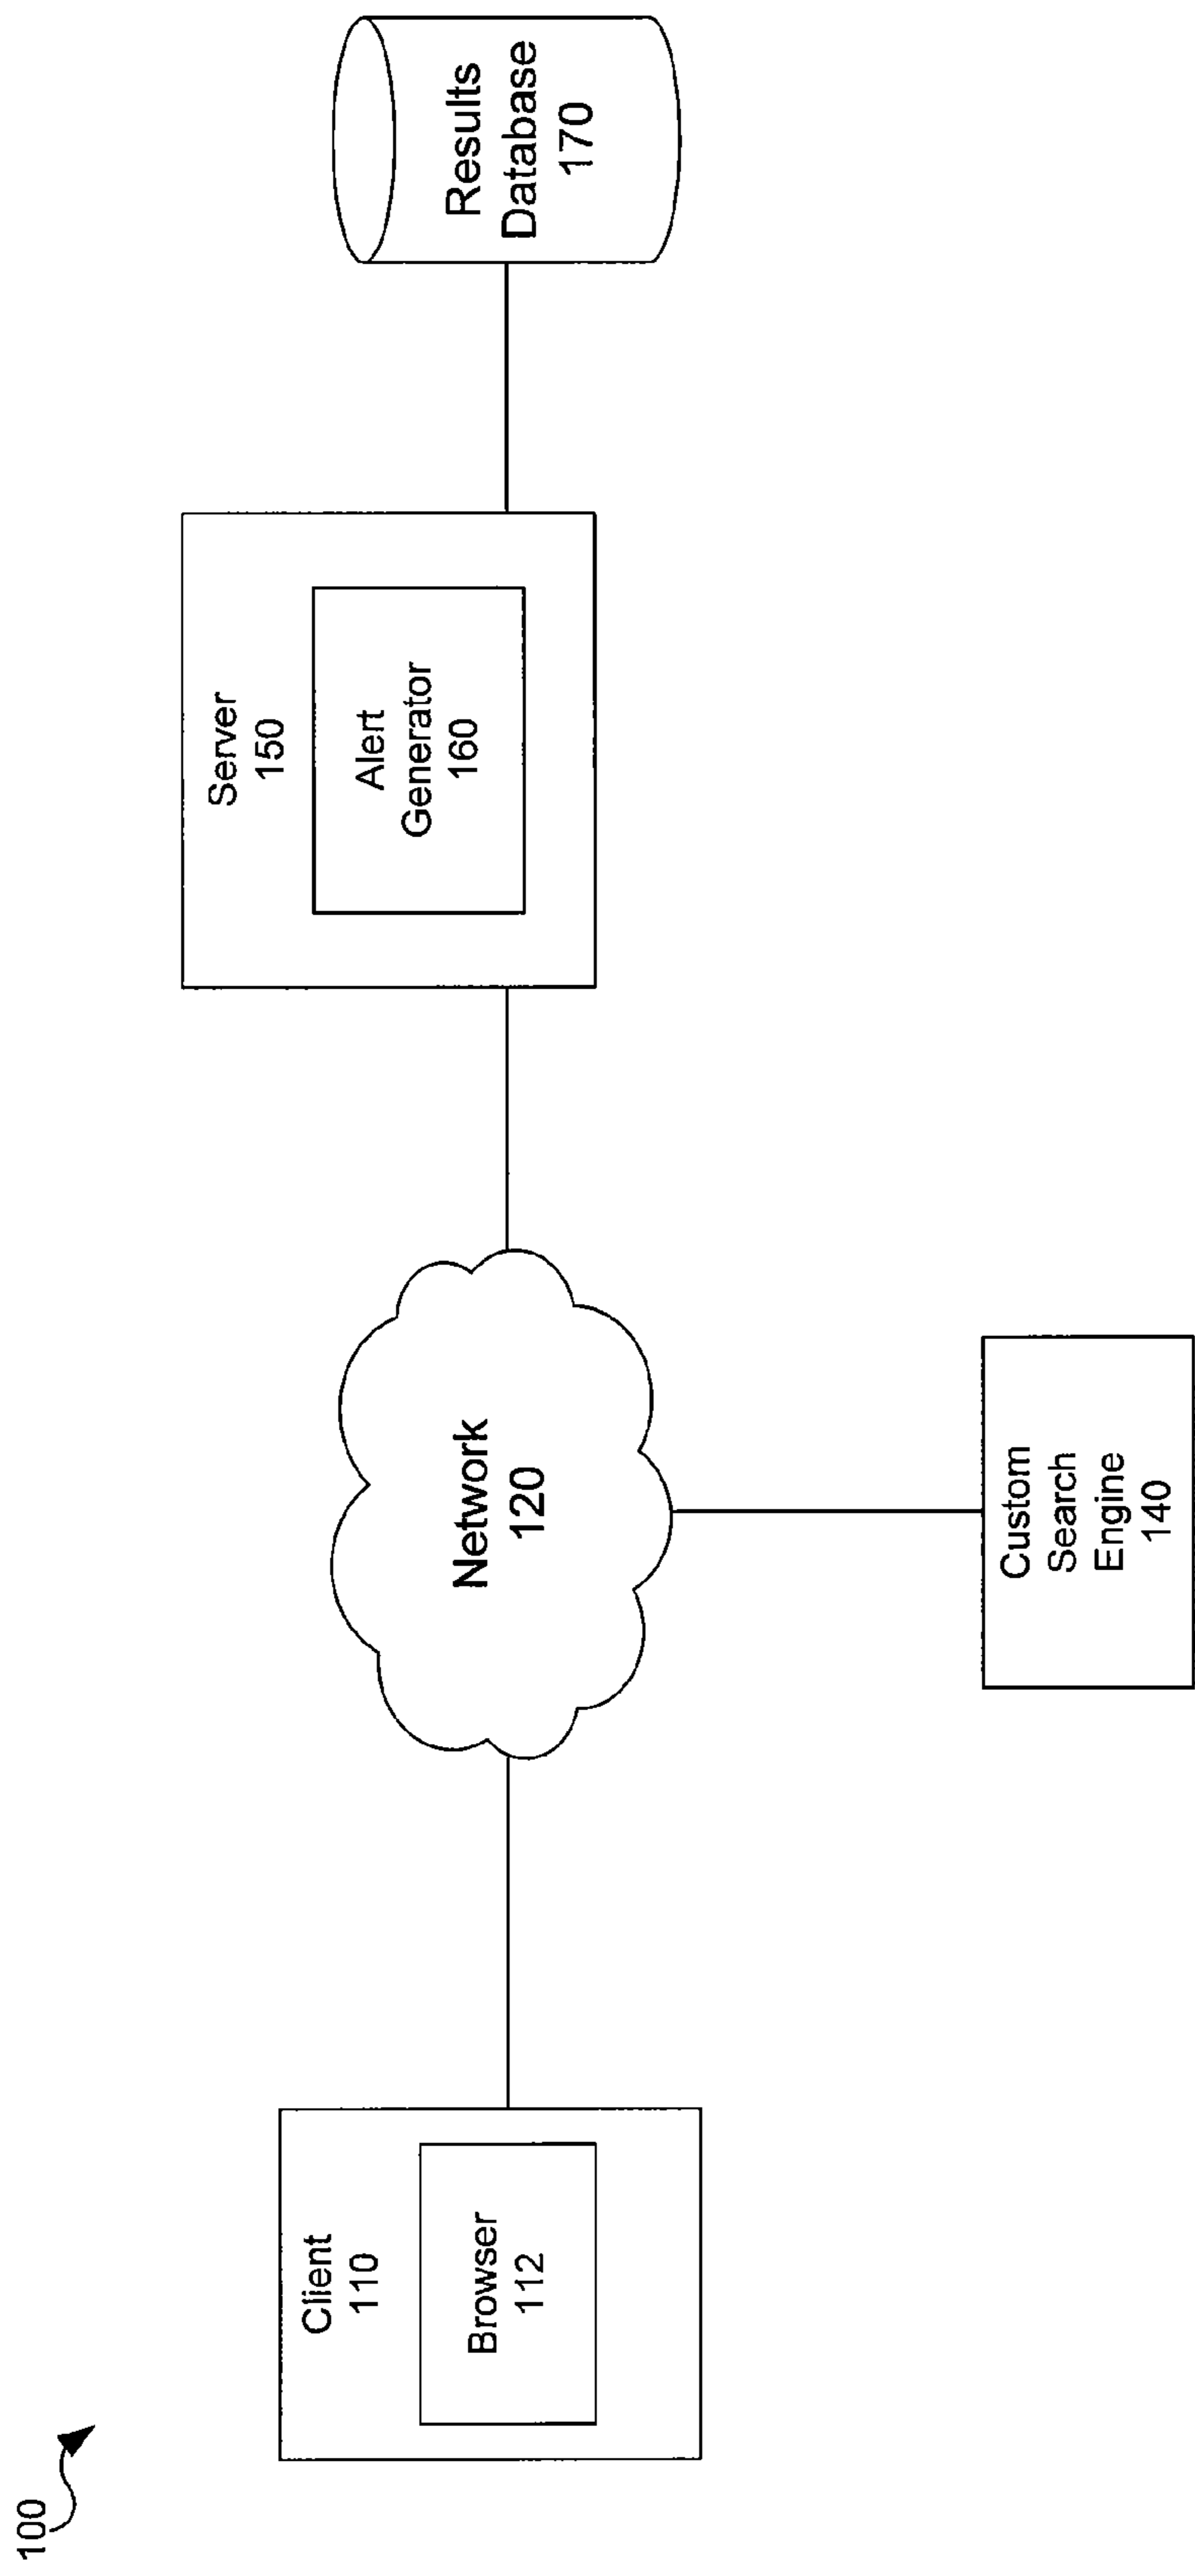 100
Client
110
Browser
112
Network
120
Custom
Search
Engine
140
Server
150
Alert
Generator
160
Results
Database
170